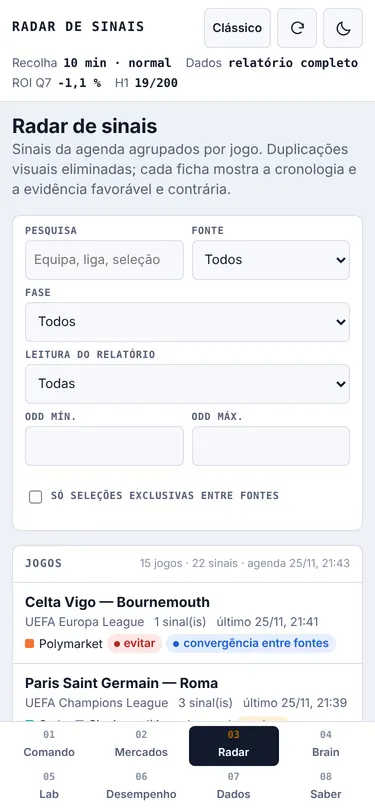 RADAR DE SINAIS
Clássico
Recolha 10 min · normal Dados relatório completo
ROI Q7 -1,1 % H1 19/200
Radar de sinais
Sinais da agenda agrupados por jogo. Duplicações
visuais eliminadas; cada ficha mostra a cronologia e
a evidência favorável e contrária.
PESQUISA FONTE
Equipa, liga, seleção Todos
FASE
Todos
LEITURA DO RELATÓRIO
Todas
ODD MÍN. ODD MÁX.
SÓ SELEÇÕES EXCLUSIVAS ENTRE FONTES
JOGOS 15 jogos · 22 sinais · agenda 25/11, 21:43
Celta Vigo — Bournemouth
UEFA Europa League 1 sinal(is) último 25/11, 21:41
Polymarket evitar convergência entre fontes
Paris Saint Germain — Roma
UEFA Champions League 3 sinal(is) último 25/11, 21:39
01 02 03 04
Comando Mercados Radar Brain
05 06 07 08
Lab Desempenho Dados Saber